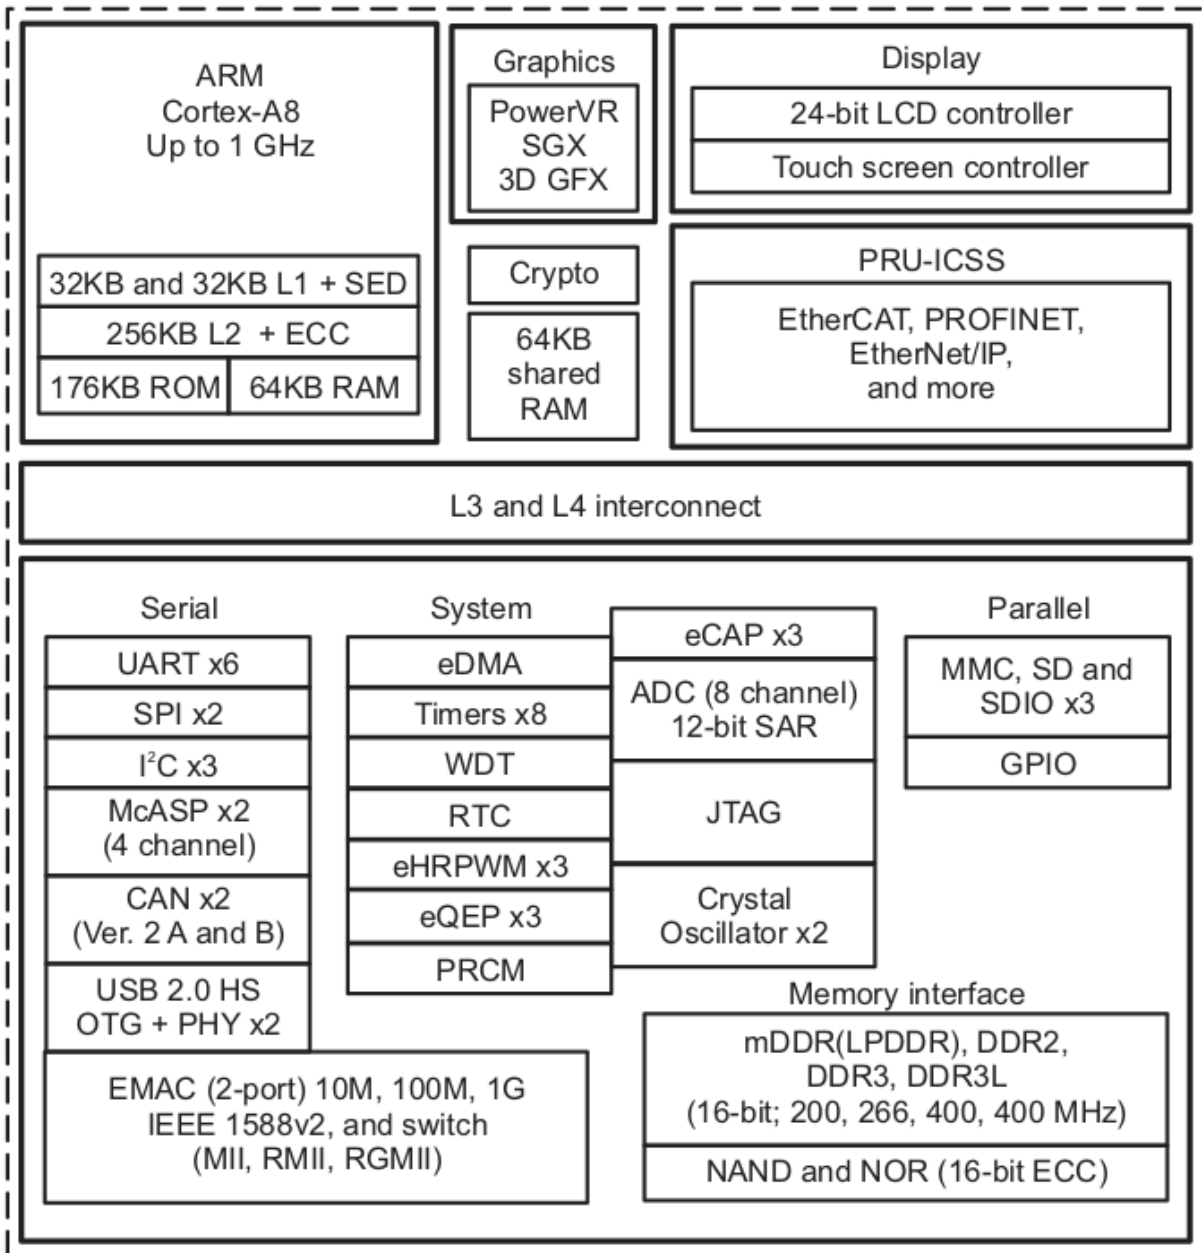 ARM
Cortex-A8
Up to 1 GHz
32KB and 32KB L1 + SED
256KB L2 + ECC
176KB ROM
64KB RAM
Graphics
PowerVR
SGX
3D GFX
Crypto
64KB
shared
RAM
Display
24-bit LCD controller
Touch screen controller
PRU-ICSS
EtherCAT, PROFINET,
EtherNet/IP,
and more
L3 and L4 interconnect
Serial
UART x6
SPI x2
I²C x3
McASP x2
(4 channel)
CAN x2
(Ver. 2 A and B)
USB 2.0 HS
OTG + PHY x2
EMAC (2-port) 10M, 100M, 1G
IEEE 1588v2, and switch
(MII, RMII, RGMII)
System
eDMA
Timers x8
WDT
RTC
eHRPWM x3
eQEP x3
PRCM
eCAP x3
ADC (8 channel)
12-bit SAR
JTAG
Crystal
Oscillator x2
Parallel
MMC, SD and
SDIO x3
GPIO
Memory interface
mDDR(LPDDR), DDR2,
DDR3, DDR3L
(16-bit; 200, 266, 400, 400 MHz)
NAND and NOR (16-bit ECC)